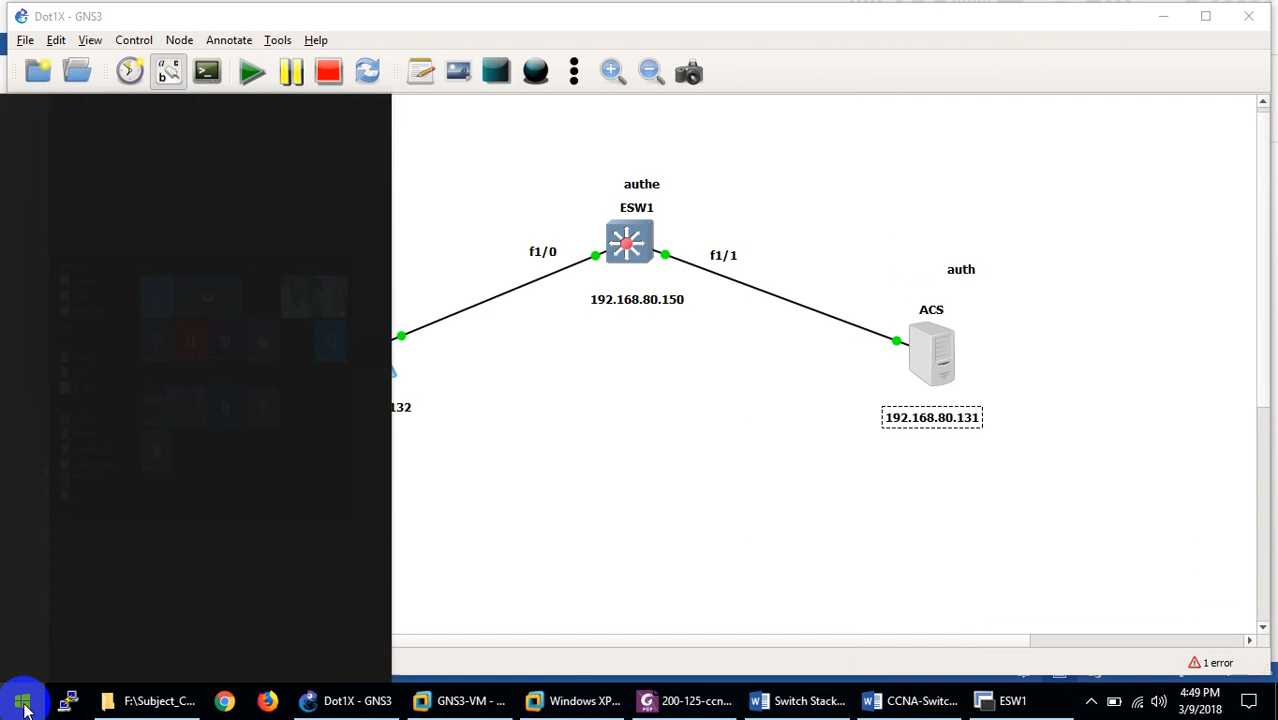 Dot1X - GNS3
File Edit View Control Node Annotate Tools Help
authe
ESW1
f1/0
f1/1
192.168.80.150
auth
ACS
132
192.168.80.131
1 error
F:\Subject_C...
Dot1X - GNS3
GNS3-VM - ...
Windows XP...
200-125-ccn...
Switch Stack...
CCNA-Switc...
ESW1
4:49 PM
3/9/2018